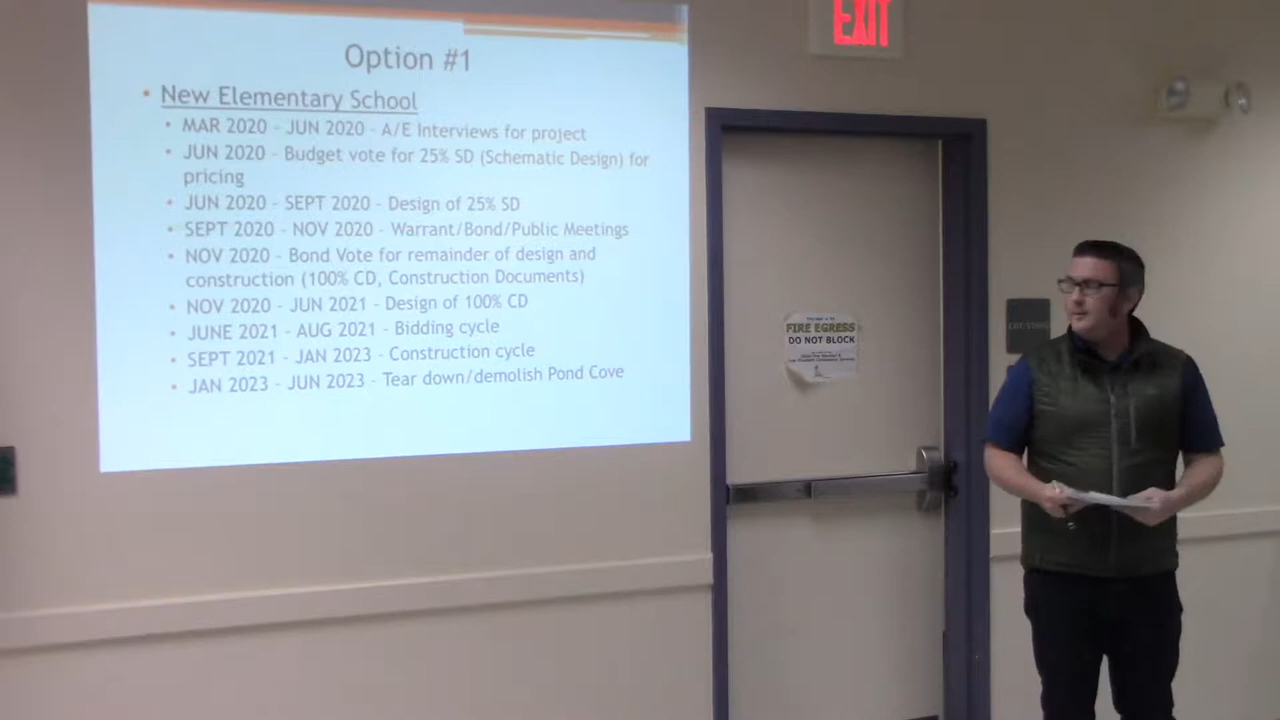 Option #1
EXIT
New Elementary School
MAR 2020 - JUN 2020 - A/E Interviews for project
JUN 2020 - Budget vote for 25% SD (Schematic Design) for
pricing
JUN 2020 - SEPT 2020 - Design of 25% SD
SEPT 2020 - NOV 2020 - Warrant/Bond/Public Meetings
NOV 2020 - Bond Vote for remainder of design and
construction (100% CD, Construction Documents)
NOV 2020 - JUN 2021 - Design of 100% CD
JUNE 2021 - AUG 2021 - Bidding cycle
SEPT 2021 - JAN 2023 - Construction cycle
JAN 2023 - JUN 2023 - Tear down/demolish Pond Cove
FIRE EGRESS
DO NOT BLOCK